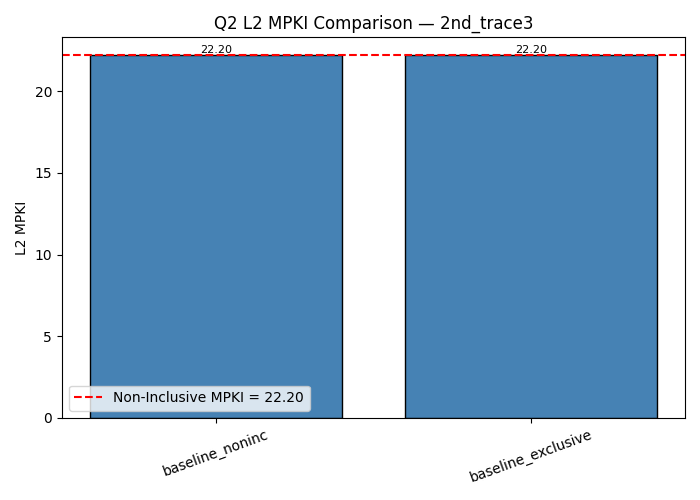 Q2 L2 MPKI Comparison — 2nd_trace3
22.20
22.20
20
15
10
5
0
L2 MPKI
Non-Inclusive MPKI = 22.20
baseline_noninc
baseline_exclusive